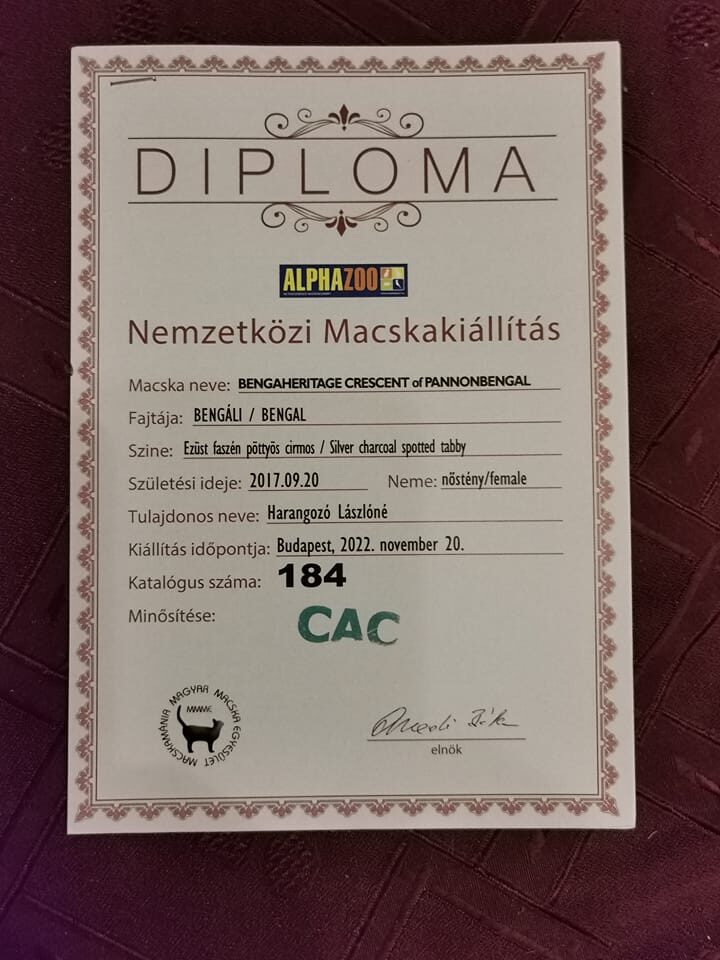 DIPLOMA
ALPHAZOO
Nemzetközi Macskakiállítás
Macska neve: BENGAHERITAGE CRESCENT of PANNONBENGAL
Fajtája: BENGÁLI / BENGAL
Szine: Ezüst faszén pöttyös cirmos / Silver charcoal spotted tabby
Születési ideje: 2017.09.20 Neme: nöstény/female
Tulajdonos neve: Harangozó Lászlóné
Kiállítás időpontja: Budapest, 2022. november 20.
Katalógus száma: 184
Minősítése: CAC
MACSKAMÁNIA MAGYAR MACSKA EGYESÜLET
MMME
elnök